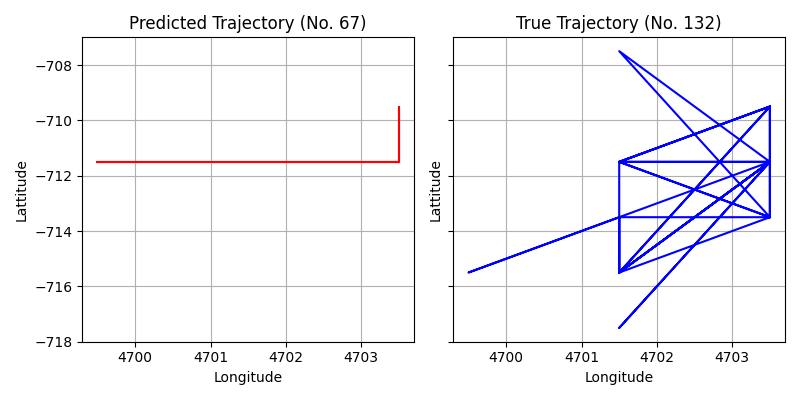 Predicted Trajectory (No. 67)
True Trajectory (No. 132)
−708
−710
−712
−714
−716
−718
Lattitude
Lattitude
4700
4701
4702
4703
4700
4701
4702
4703
Longitude
Longitude